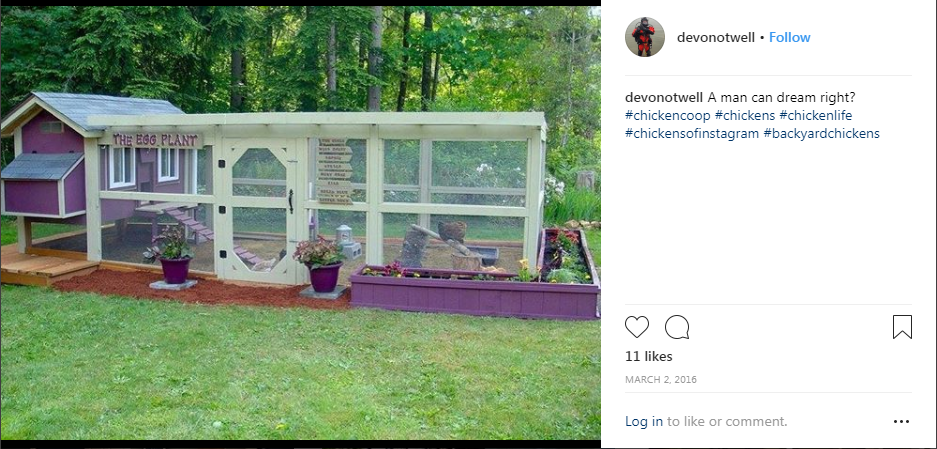 THE EGG PLANT
devonotwell • Follow
devonotwell A man can dream right?
#chickencoop #chickens #chickenlife
#chickensofinstagram #backyardchickens
11 likes
MARCH 2, 2016
Log in to like or comment.